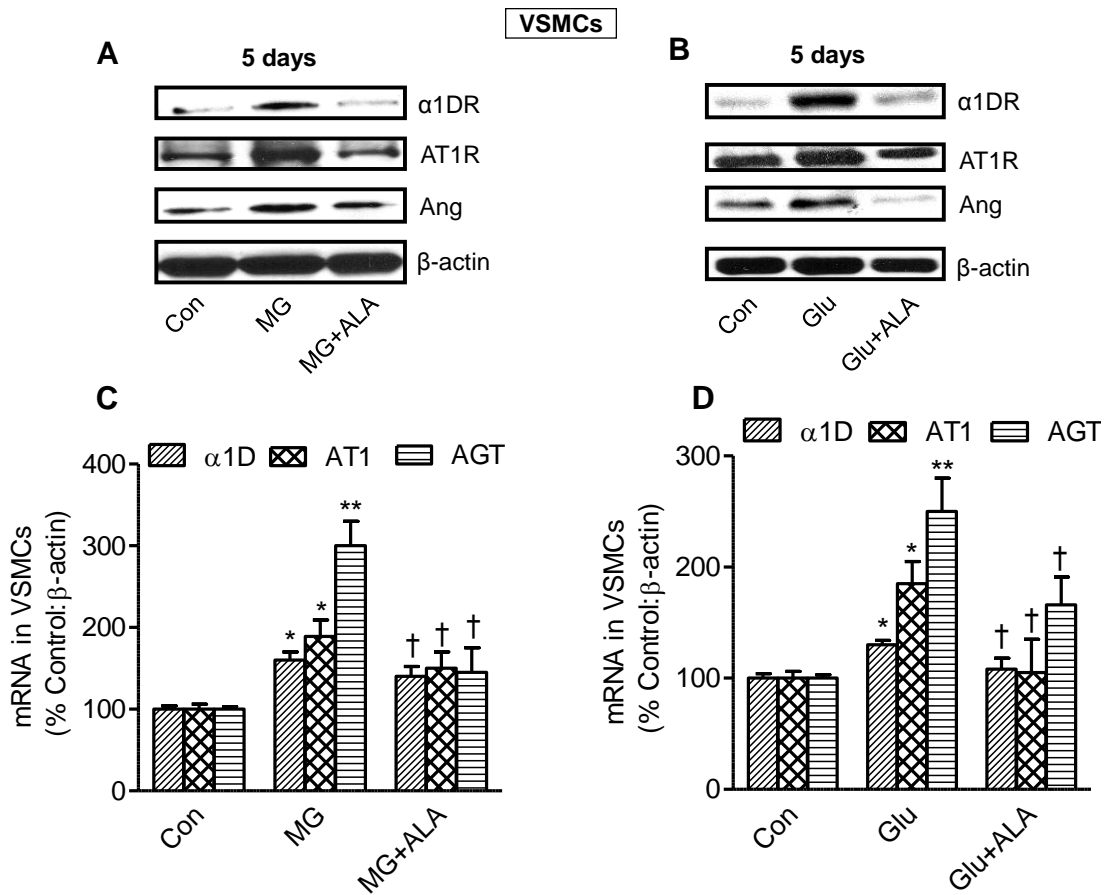 VSMCs
A
5 days
α1DR
AT1R
Ang
β-actin
Con
MG
MG+ALA
B
5 days
α1DR
AT1R
Ang
β-actin
Con
Glu
Glu+ALA
C
α1D AT1 AGT
mRNA in VSMCs
(% Control:β-actin)
400
300
200
100
0
* * **
† † †
Con
MG
MG+ALA
D
α1D AT1 AGT
mRNA in VSMCs
(% Control:β-actin)
300
200
100
0
* * **
† † †
Con
Glu
Glu+ALA